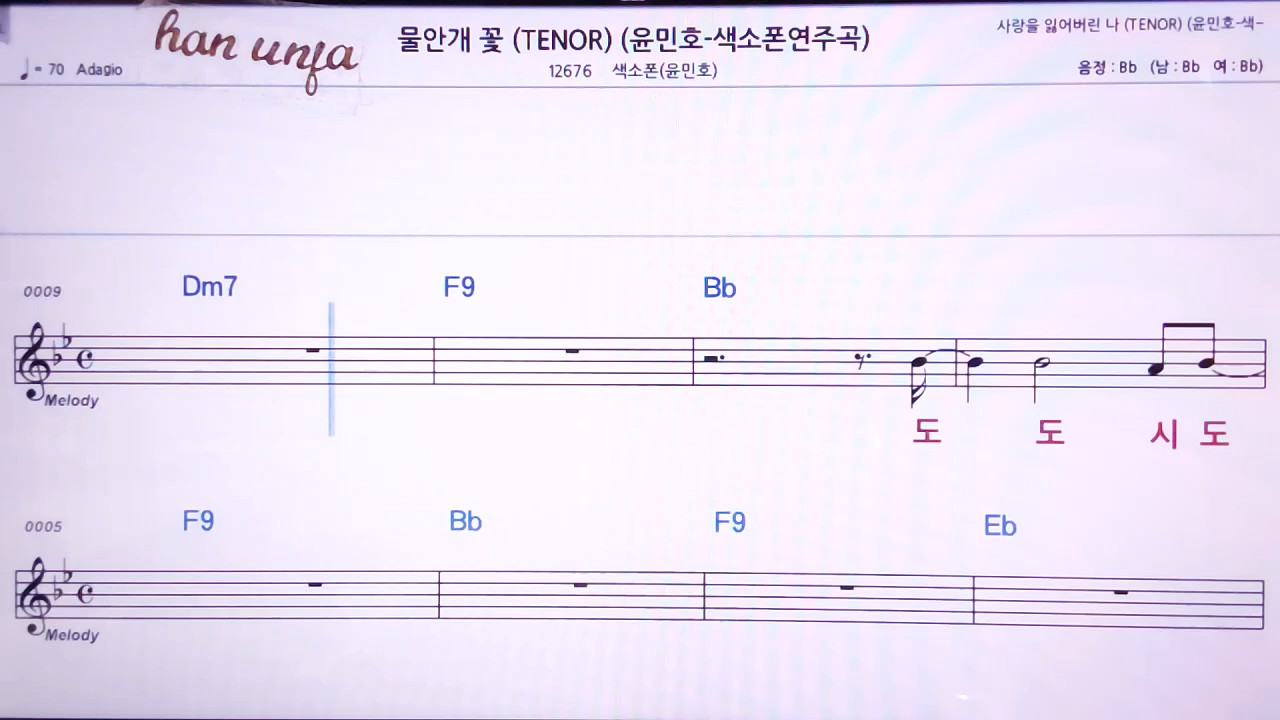 han unfa
물안개 꽃 (TENOR) (윤민호-색소폰연주곡)
사랑을 잃어버린 나 (TENOR) (윤민호-색-
♩= 70 Adagio
12676 색소폰(윤민호)
음정 : Bb (남 : Bb 여 : Bb)
0009 Dm7 F9 Bb
Melody
도 도 시 도
0005 F9 Bb F9 Eb
Melody